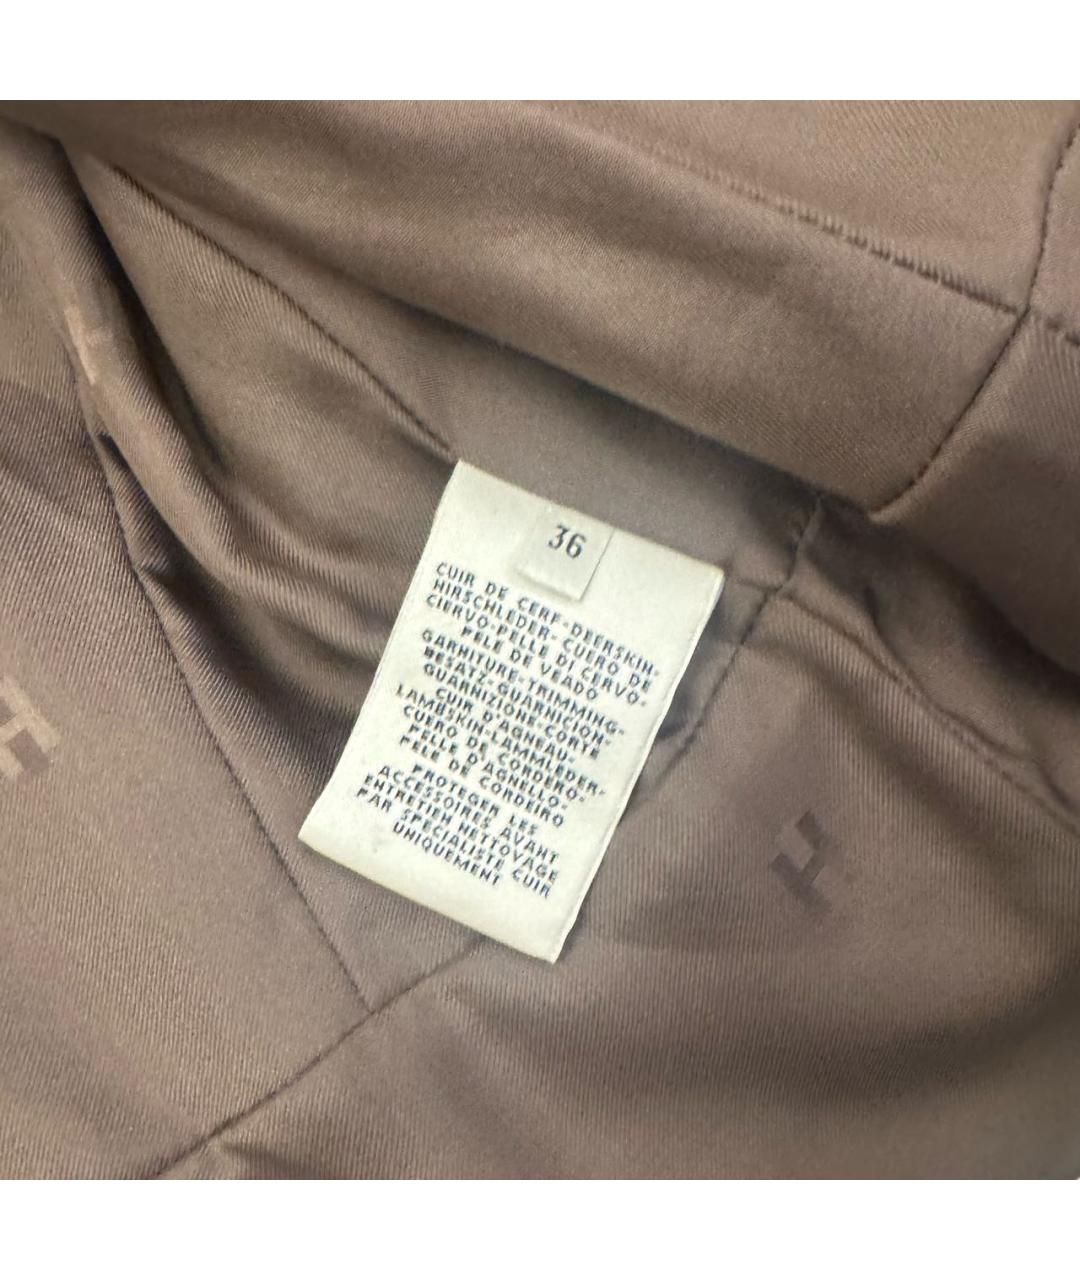 36
CUIR DE CERF-DEERSKIN-
HIRSCHLEDER-CUERO DE
CIERVO-PELLE DI CERVO-
PELE DE VEADO
GARNITURE-TRIMMING-
BESATZ-GUARNICION-
GUARNIZIONE-CORTE
CUIR D'AGNEAU-
LAMBSKIN-LAMMLEDER-
CUERO DE CORDERO-
PELLE D'AGNELLO-
PELE DE CORDEIRO
PROTEGER LES
ACCESSOIRES AVANT
ENTRETIEN NETTOYAGE
PAR SPECIALISTE CUIR
UNIQUEMENT
H
H